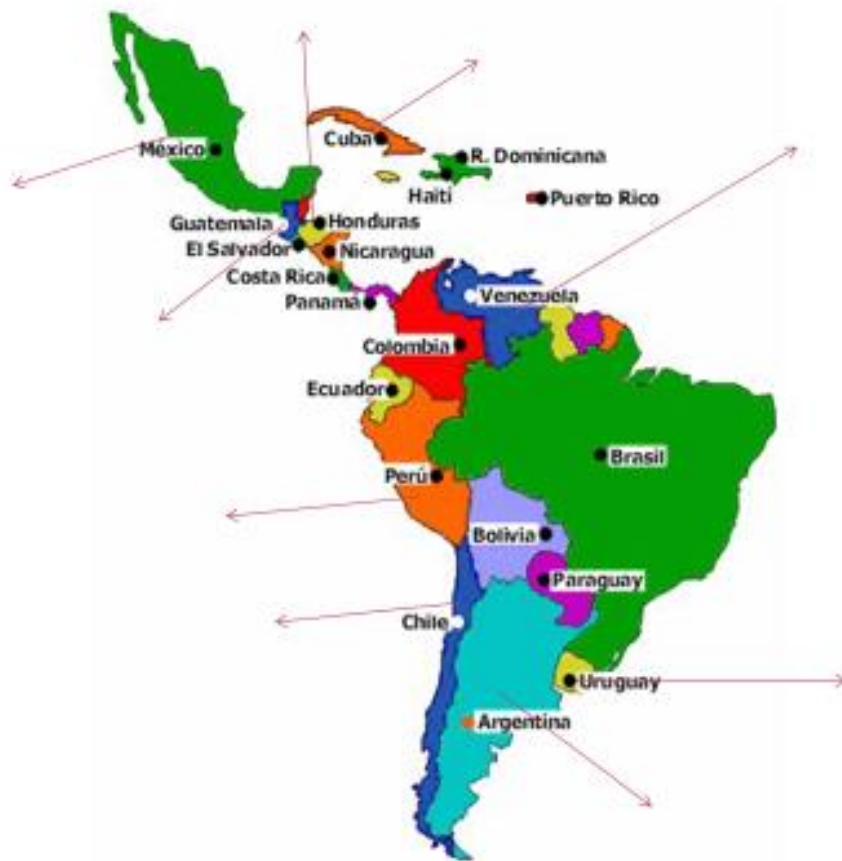 México
Cuba
R. Dominicana
Haití
Puerto Rico
Guatemala
Honduras
El Salvador
Nicaragua
Costa Rica
Panamá
Venezuela
Colombia
Ecuador
Brasil
Perú
Bolivia
Paraguay
Chile
Uruguay
Argentina